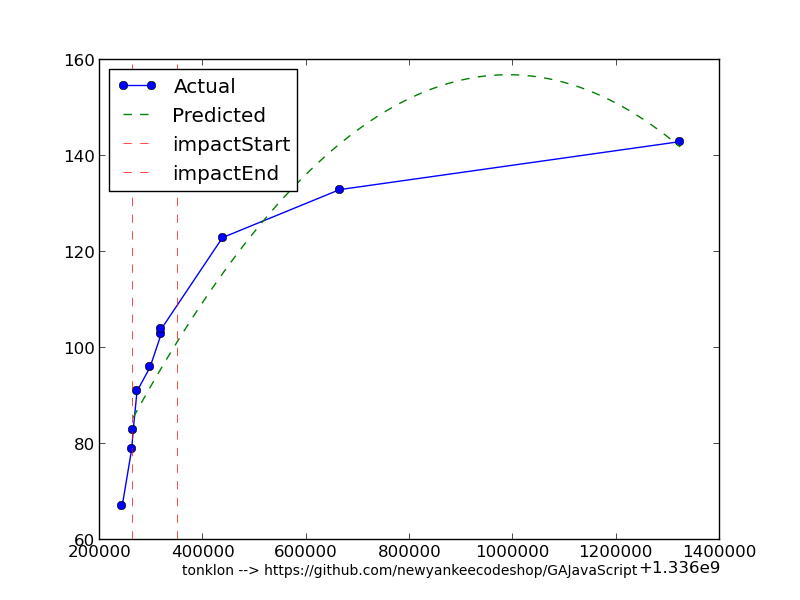 160
140
120
100
80
60
Actual
Predicted
impactStart
impactEnd
200000 400000 600000 800000 1000000 1200000 1400000
tonklon --> https://github.com/newyankeecodeshop/GAJavaScript +1.336e9